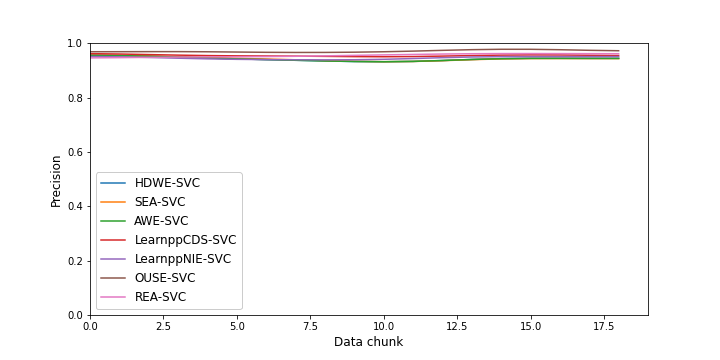 1.0
0.8
0.6
0.4
0.2
0.0
Precision
HDWE-SVC
SEA-SVC
AWE-SVC
LearnppCDS-SVC
LearnppNIE-SVC
OUSE-SVC
REA-SVC
0.0 2.5 5.0 7.5 10.0 12.5 15.0 17.5
Data chunk